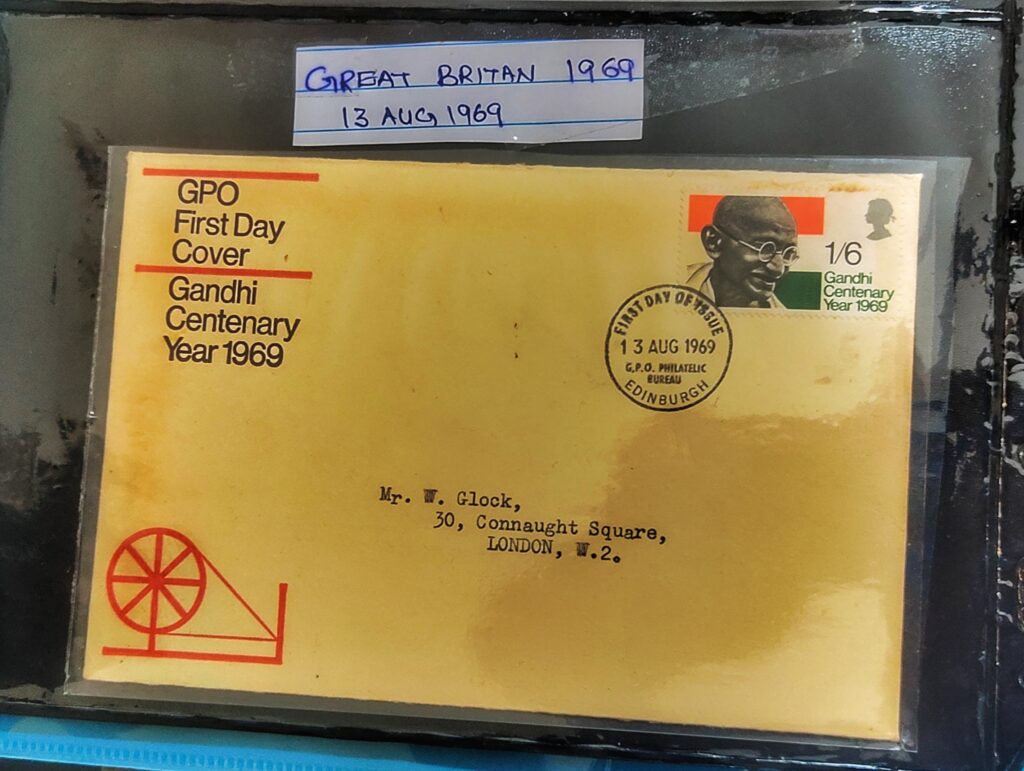 GREAT BRITAN 1969
13 AUG 1969
GPO
First Day
Cover
Gandhi
Centenary
Year 1969
1/6
Gandhi
Centenary
Year 1969
FIRST DAY OF ISSUE
13 AUG 1969
G.P.O. PHILATELIC
BUREAU
EDINBURGH
Mr. W. Glock,
30, Connaught Square,
LONDON, W.2.